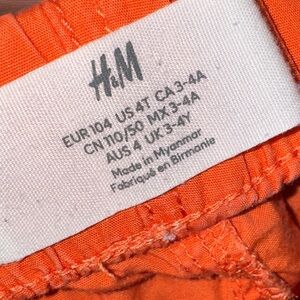 H&M
EUR 104 US 4T CA 3-4A
CN 110/50 MX 3-4A
AUS 4 UK 3-4Y
Made in Myanmar
Fabriqué en Birmanie